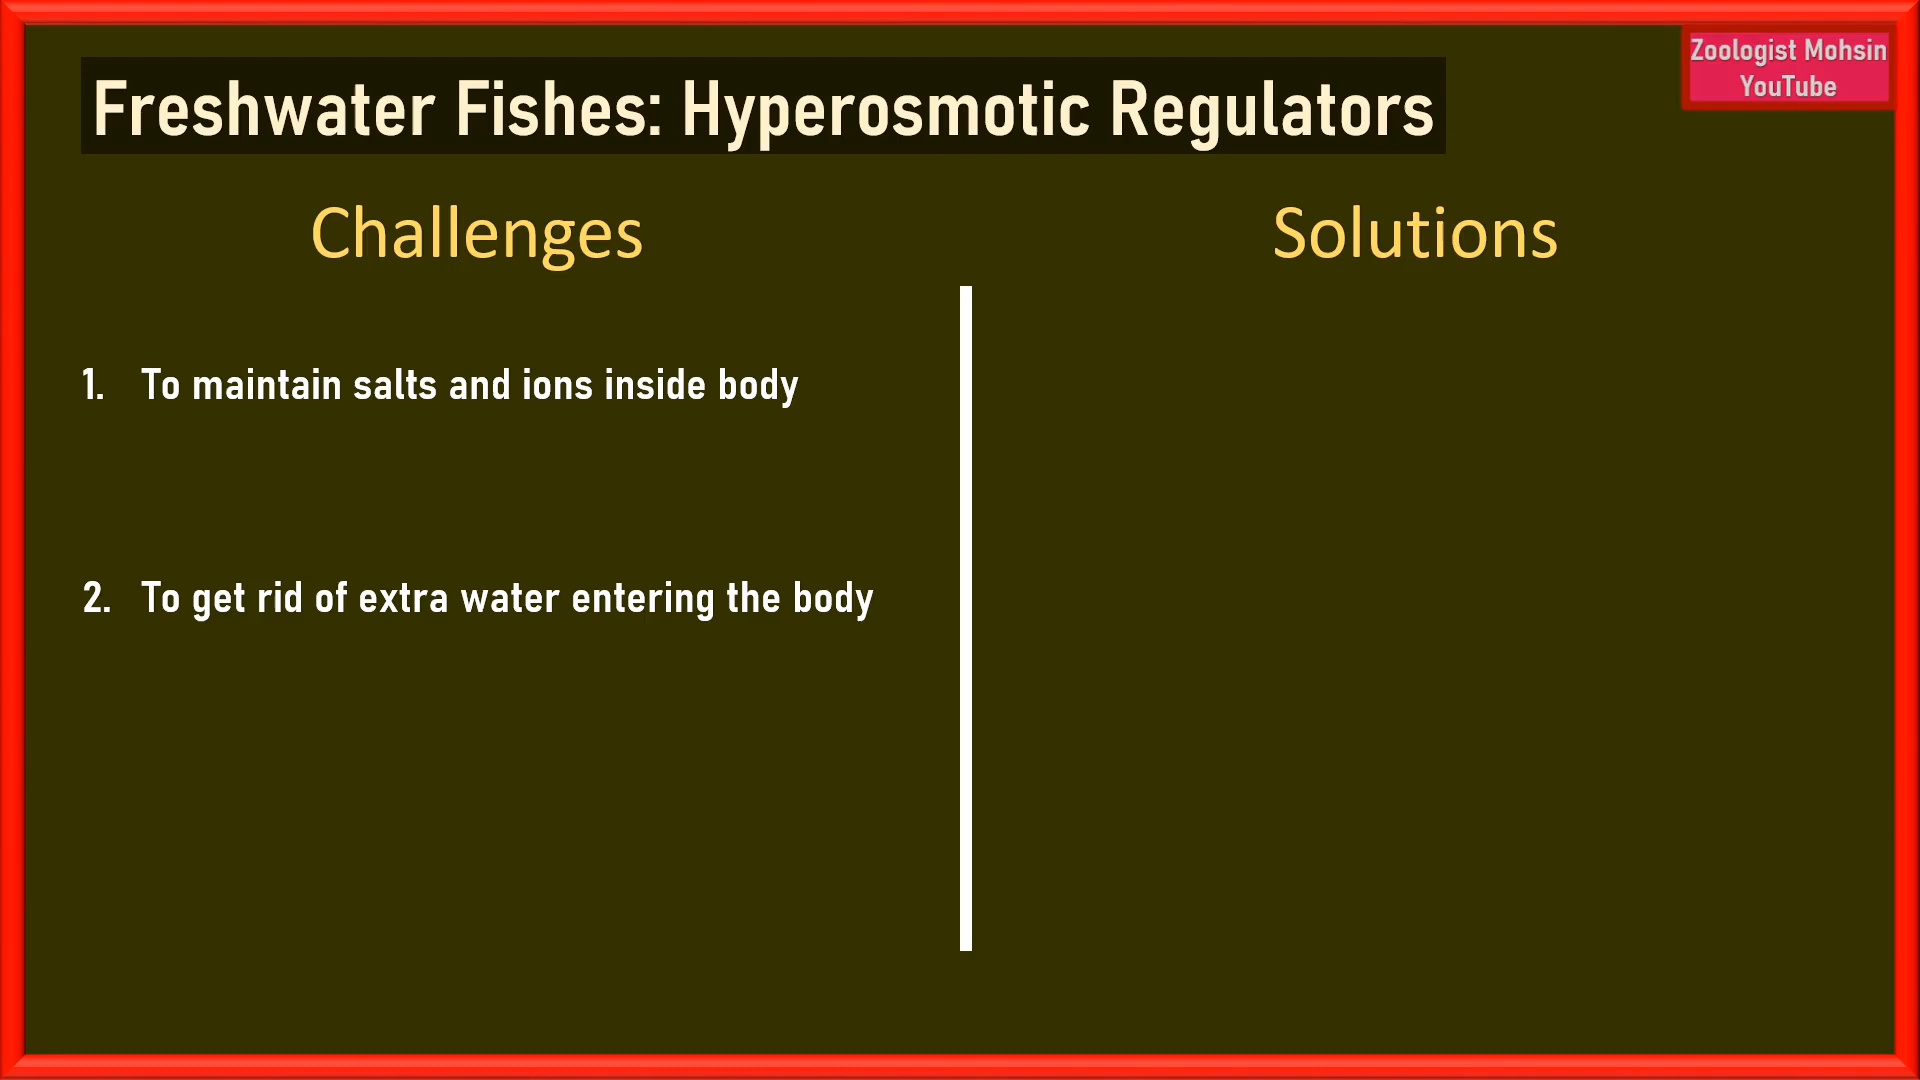 Zoologist Mohsin
YouTube
Freshwater Fishes: Hyperosmotic Regulators
Challenges
Solutions
1. To maintain salts and ions inside body
2. To get rid of extra water entering the body